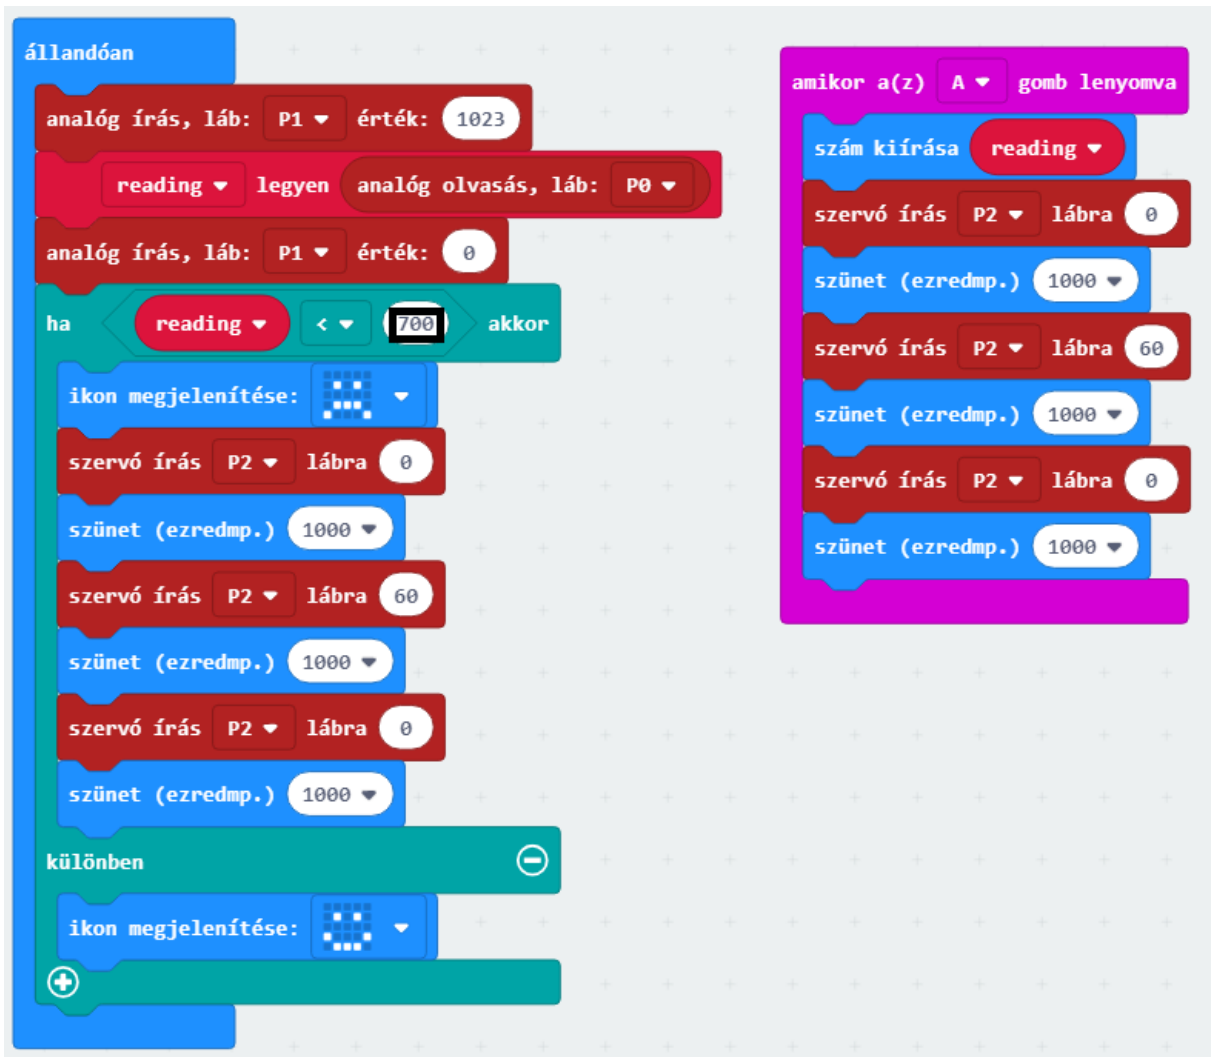 állandóan
analóg írás, láb: P1 érték: 1023
reading legyen analóg olvasás, láb: P0
analóg írás, láb: P1 érték: 0
ha reading < 700 akkor
ikon megjelenítése:
szervó írás P2 lábra 0
szünet (ezredmp.) 1000
szervó írás P2 lábra 60
szünet (ezredmp.) 1000
szervó írás P2 lábra 0
szünet (ezredmp.) 1000
különben
ikon megjelenítése:
amikor a(z) A gomb lenyomva
szám kiírása reading
szervó írás P2 lábra 0
szünet (ezredmp.) 1000
szervó írás P2 lábra 60
szünet (ezredmp.) 1000
szervó írás P2 lábra 0
szünet (ezredmp.) 1000